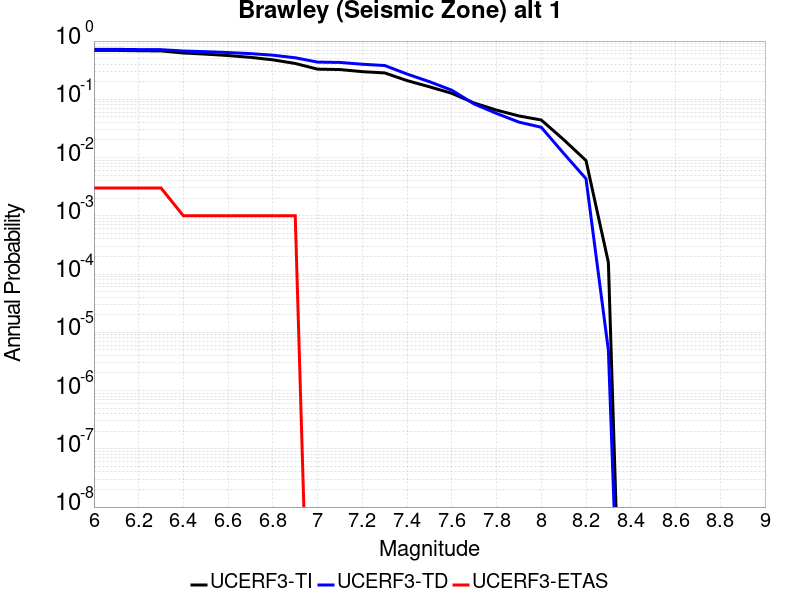 Brawley (Seismic Zone) alt 1
10^0
10^-1
10^-2
10^-3
10^-4
10^-5
10^-6
10^-7
10^-8
Annual Probability
6 6.2 6.4 6.6 6.8 7 7.2 7.4 7.6 7.8 8 8.2 8.4 8.6 8.8 9
Magnitude
UCERF3-TI UCERF3-TD UCERF3-ETAS